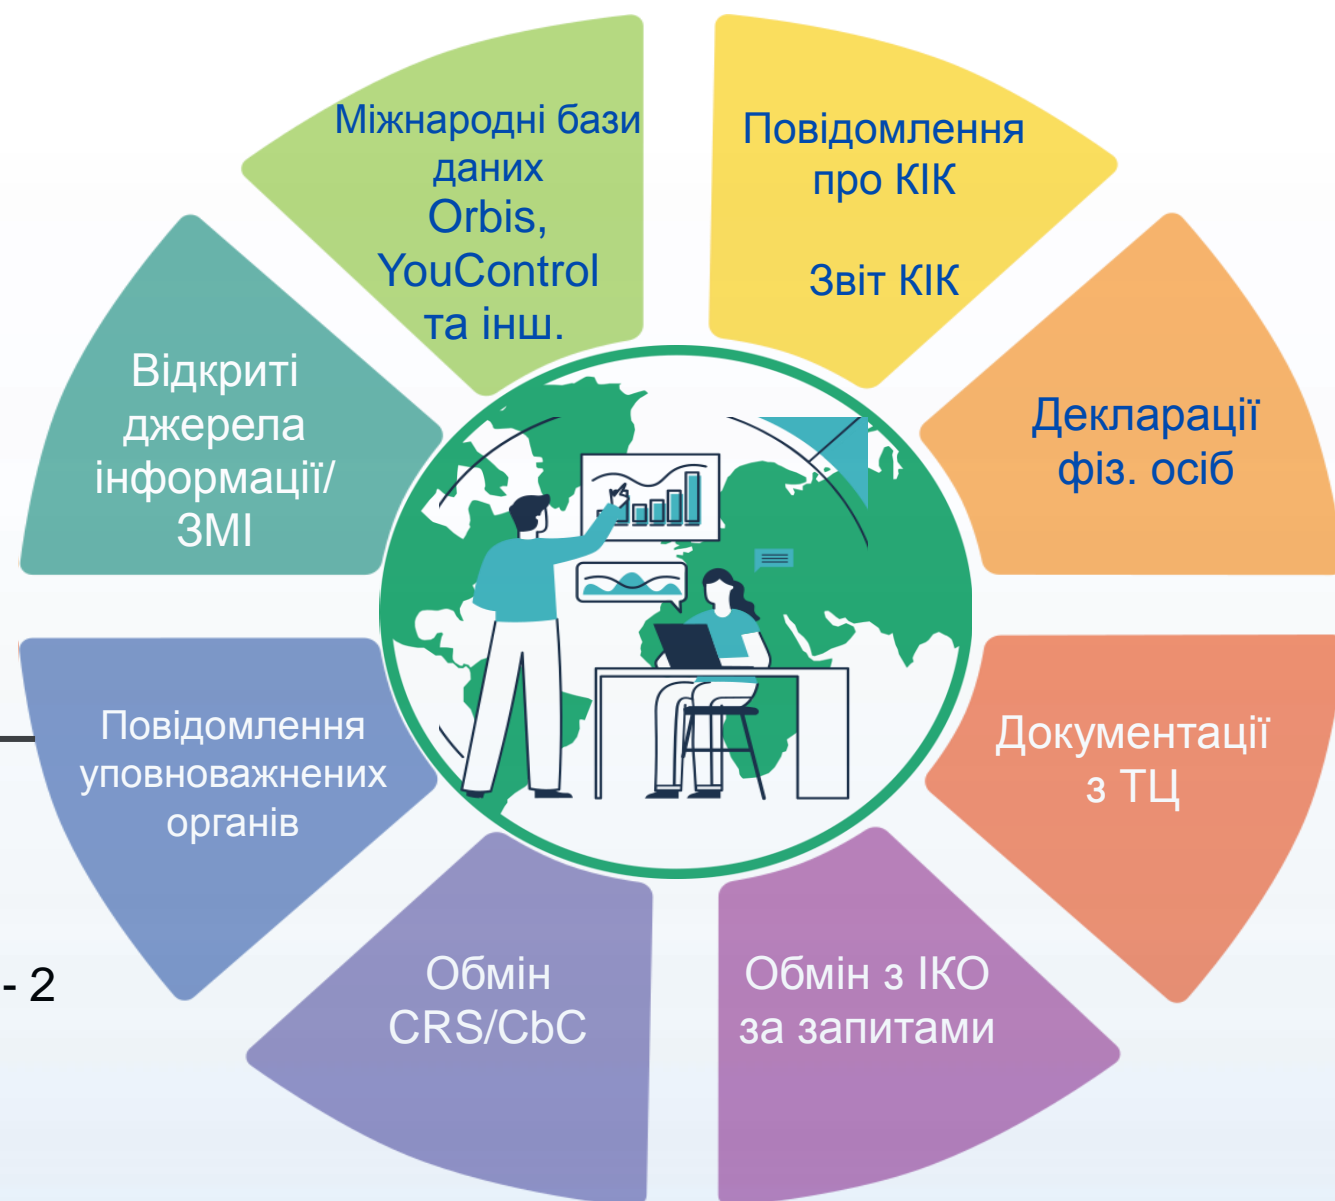 Міжнародні бази
даних
Orbis,
YouControl
та інш.
Повідомлення
про КІК
Звіт КІК
Декларації
фіз. осіб
Документації
з ТЦ
Обмін з ІКО
за запитами
Обмін
CRS/CbC
Повідомлення
уповноважнених
органів
Відкриті
джерела
інформації/
ЗМІ
- 2